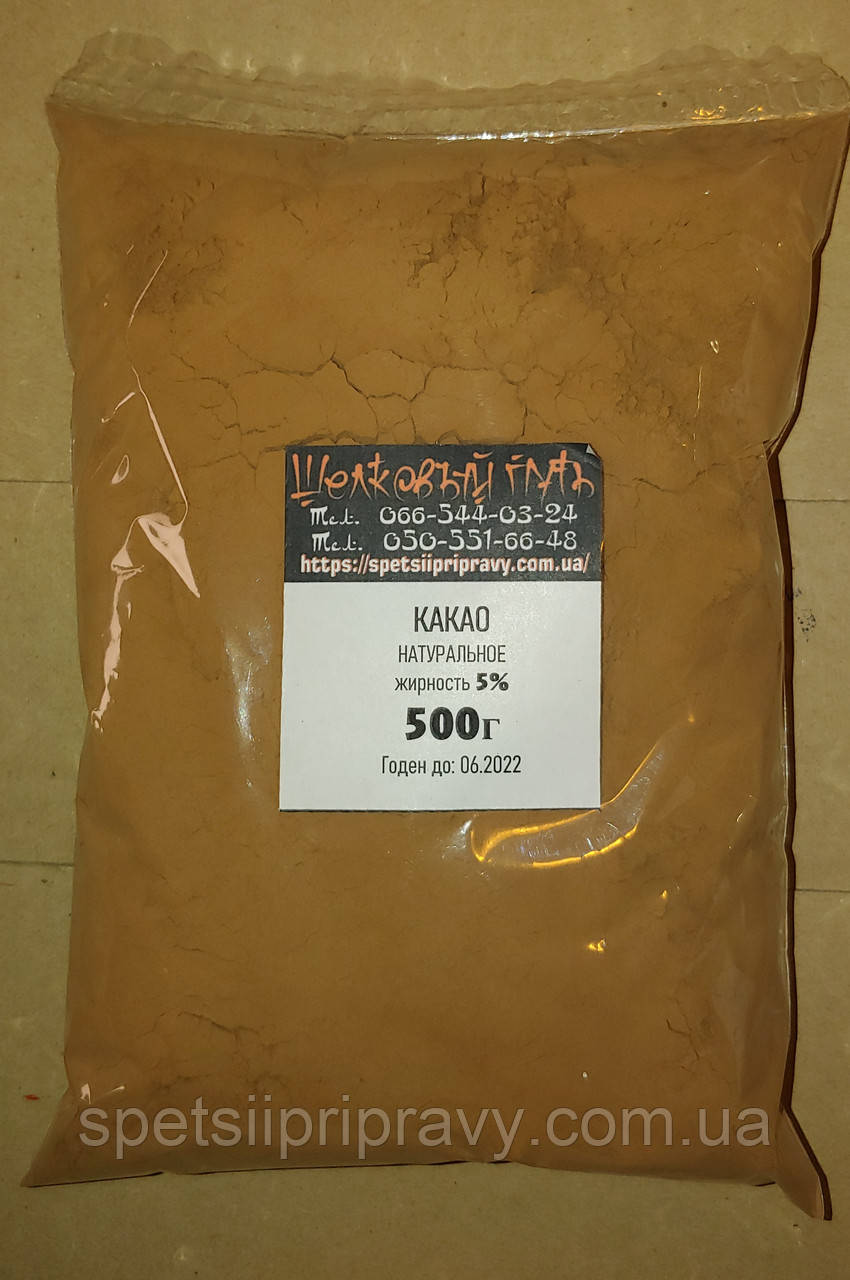 Шелковый путь
Тел. 066-544-03-24
Тел. 050-551-66-48
https://spetsiipripravy.com.ua/
КАКАО
НАТУРАЛЬНОЕ
жирность 5%
500г
Годен до: 06.2022
spetsiipripravy.com.ua